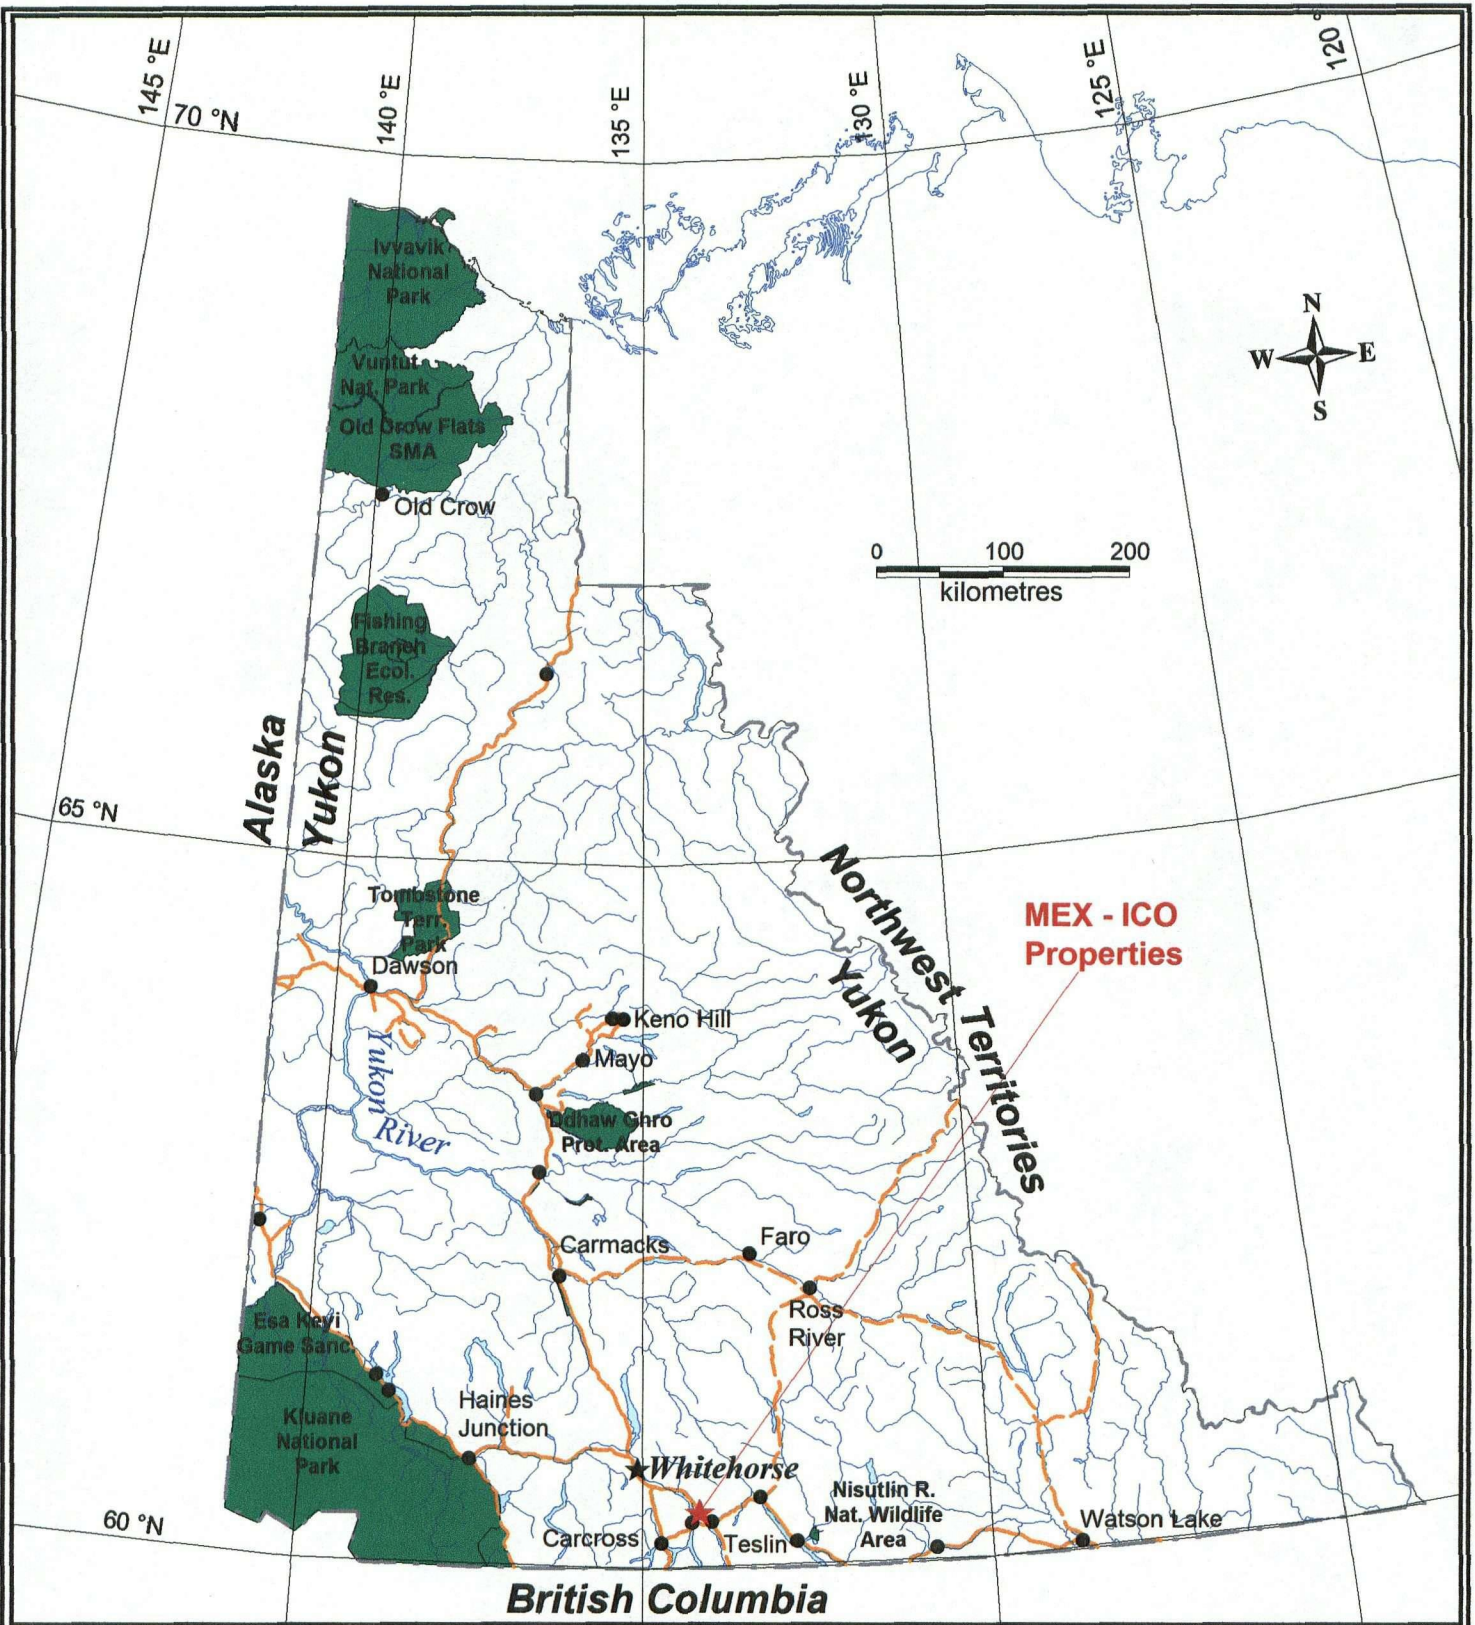 145 °E
140 °E
135 °E
130 °E
125 °E
120 °
70 °N
Ivvavik
National
Park
Vuntut
Nat. Park
Old Crow Flats
SMA
Old Crow
N
W
E
S
0 100 200
kilometres
Fishing
Branch
Ecol.
Res.
Alaska
Yukon
65 °N
Northwest Territories
Yukon
MEX - ICO
Properties
Tombstone
Terr.
Park
Dawson
Keno Hill
Mayo
Yukon
River
Ddhaw Ghro
Prot. Area
Carmacks
Faro
Ross
River
Esa Keyi
Game Sanc.
Haines
Junction
Kluane
National
Park
Whitehorse
Nisutlin R.
Nat. Wildlife
Area
Watson Lake
Carcross
Teslin
60 °N
British Columbia